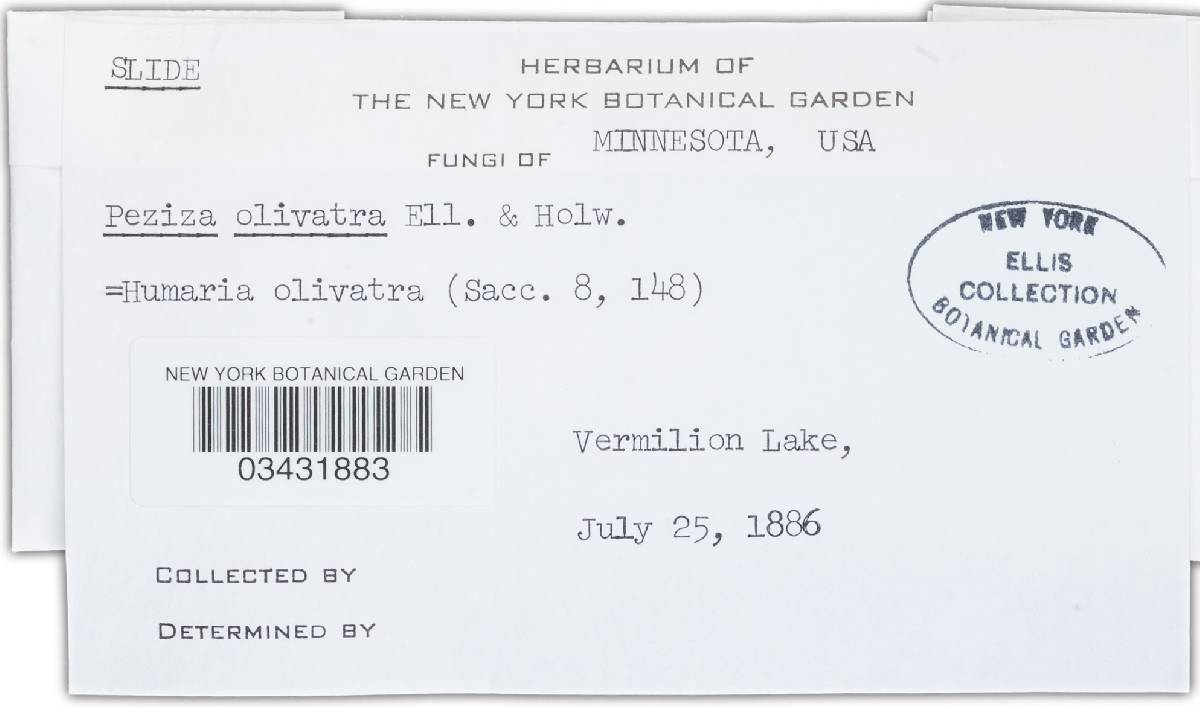 SLIDE
HERBARIUM OF
THE NEW YORK BOTANICAL GARDEN
FUNGI OF MINNESOTA, USA
Peziza olivatra Ell. & Holw.
=Humaria olivatra (Sacc. 8, 148)
NEW YORK
ELLIS
COLLECTION
BOTANICAL GARDEN
NEW YORK BOTANICAL GARDEN
03431883
Vermilion Lake,
July 25, 1886
COLLECTED BY
DETERMINED BY